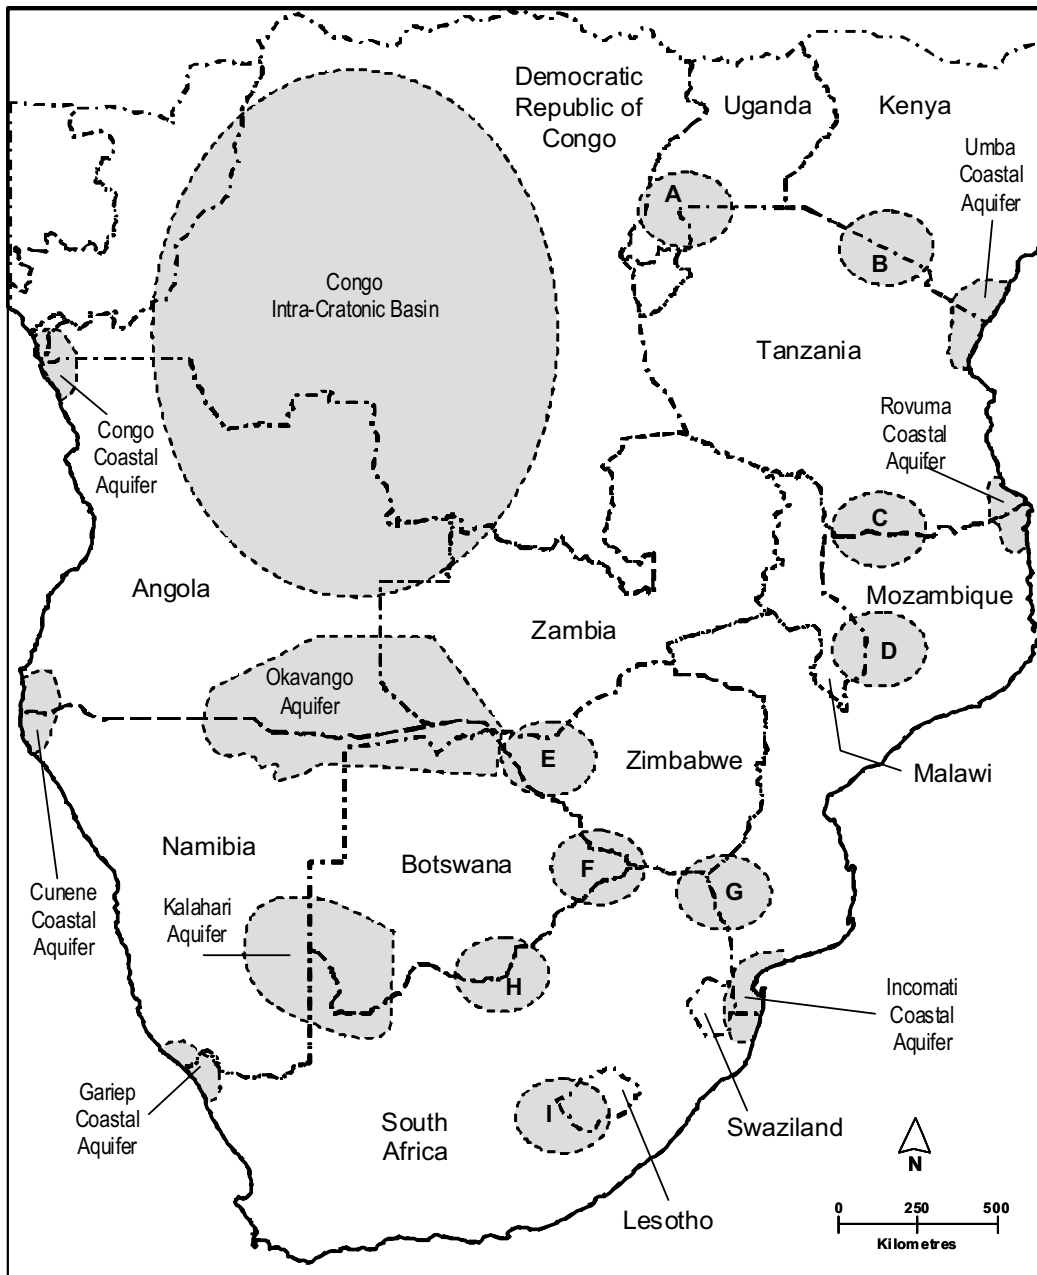 Democratic
Republic of
Congo
Uganda
Kenya
Umba
Coastal
Aquifer
A
B
Congo
Intra-Cratonic Basin
Tanzania
Rovuma
Coastal
Aquifer
Congo
Coastal
Aquifer
C
Angola
Mozambique
Zambia
D
Okavango
Aquifer
E
Zimbabwe
Malawi
Namibia
Botswana
F
G
Cunene
Coastal
Aquifer
Kalahari
Aquifer
H
Incomati
Coastal
Aquifer
Gariep
Coastal
Aquifer
I
South
Africa
Swaziland
Lesotho
N
0 250 500
Kilometres